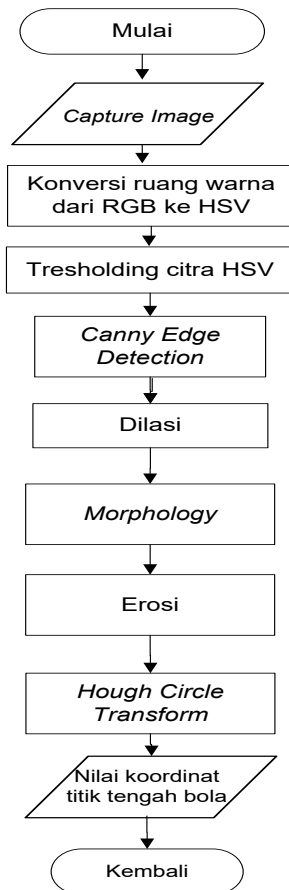 Mulai
Capture Image
Konversi ruang warna
dari RGB ke HSV
Tresholding citra HSV
Canny Edge
Detection
Dilasi
Morphology
Erosi
Hough Circle
Transform
Nilai koordinat
titik tengah bola
Kembali